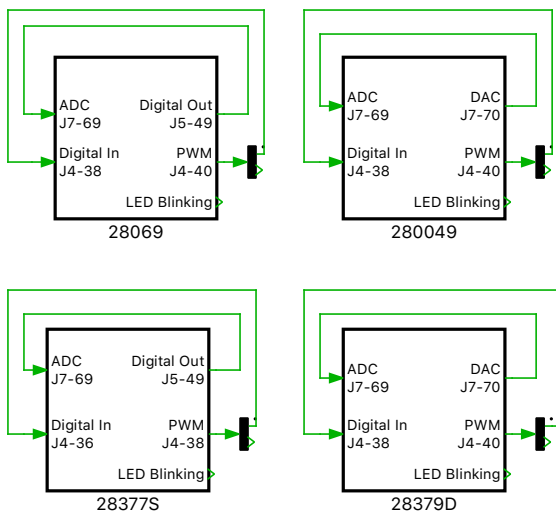 ADC
J7-69
Digital Out
J5-49
Digital In
J4-38
PWM
J4-40
LED Blinking
28069
ADC
J7-69
DAC
J7-70
Digital In
J4-38
PWM
J4-40
LED Blinking
280049
ADC
J7-69
Digital Out
J5-49
Digital In
J4-36
PWM
J4-38
LED Blinking
28377S
ADC
J7-69
DAC
J7-70
Digital In
J4-38
PWM
J4-40
LED Blinking
28379D